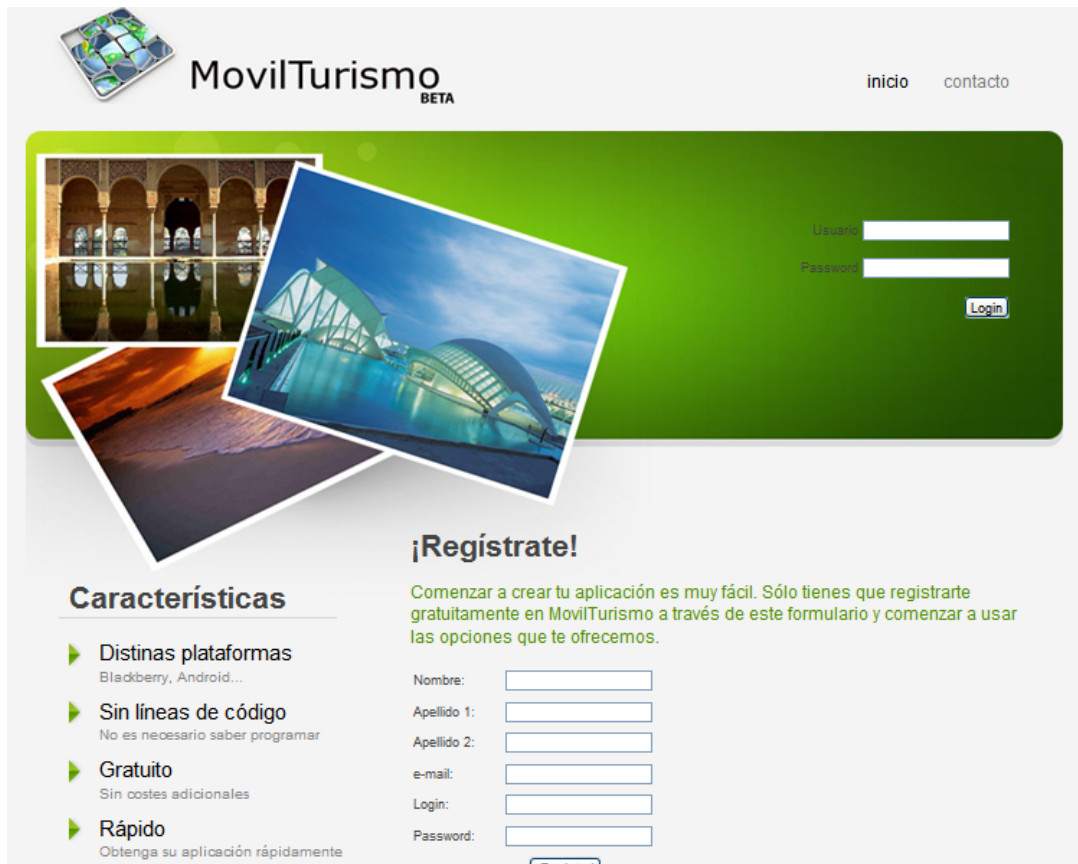 MovilTurismo
BETA
inicio contacto
Usuario
Password
Login
¡Regístrate!
Comenzar a crear tu aplicación es muy fácil. Sólo tienes que registrarte
gratuitamente en MovilTurismo a través de este formulario y comenzar a usar
las opciones que te ofrecemos.
Nombre:
Apellido 1:
Apellido 2:
e-mail:
Login:
Password:
Características
Distinas plataformas
Blackberry, Android...
Sin líneas de código
No es necesario saber programar
Gratuito
Sin costes adicionales
Rápido
Obtenga su aplicación rápidamente